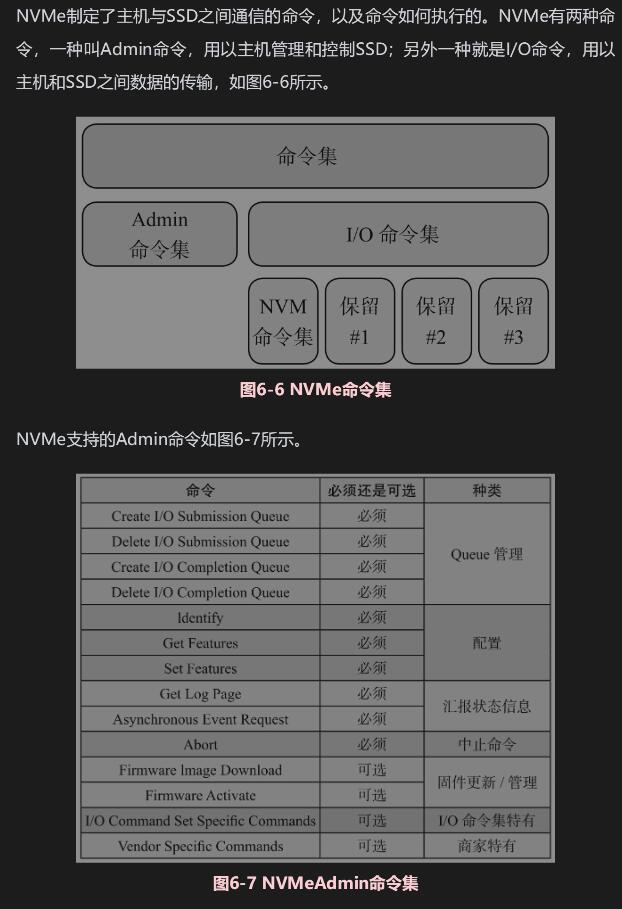 NVMe制定了主机与SSD之间通信的命令，以及命令如何执行的。NVMe有两种命
令，一种叫Admin命令，用以主机管理和控制SSD；另外一种就是I/O命令，用以
主机和SSD之间数据的传输，如图6-6所示。
命令集
Admin
命令集
I/O 命令集
NVM
命令集
保留
#1
保留
#2
保留
#3
图6-6 NVMe命令集
NVMe支持的Admin命令如图6-7所示。
命令 必须还是可选 种类
Create I/O Submission Queue 必须
Delete I/O Submission Queue 必须
Queue 管理
Create I/O Completion Queue 必须
Delete I/O Completion Queue 必须
Identify 必须
Get Features 必须 配置
Set Features 必须
Get Log Page 必须
汇报状态信息
Asynchronous Event Request 必须
Abort 必须 中止命令
Firmware Image Download 可选
固件更新 / 管理
Firmware Activate 可选
I/O Command Set Specific Commands 可选 I/O 命令集特有
Vendor Specific Commands 可选 商家特有
图6-7 NVMeAdmin命令集